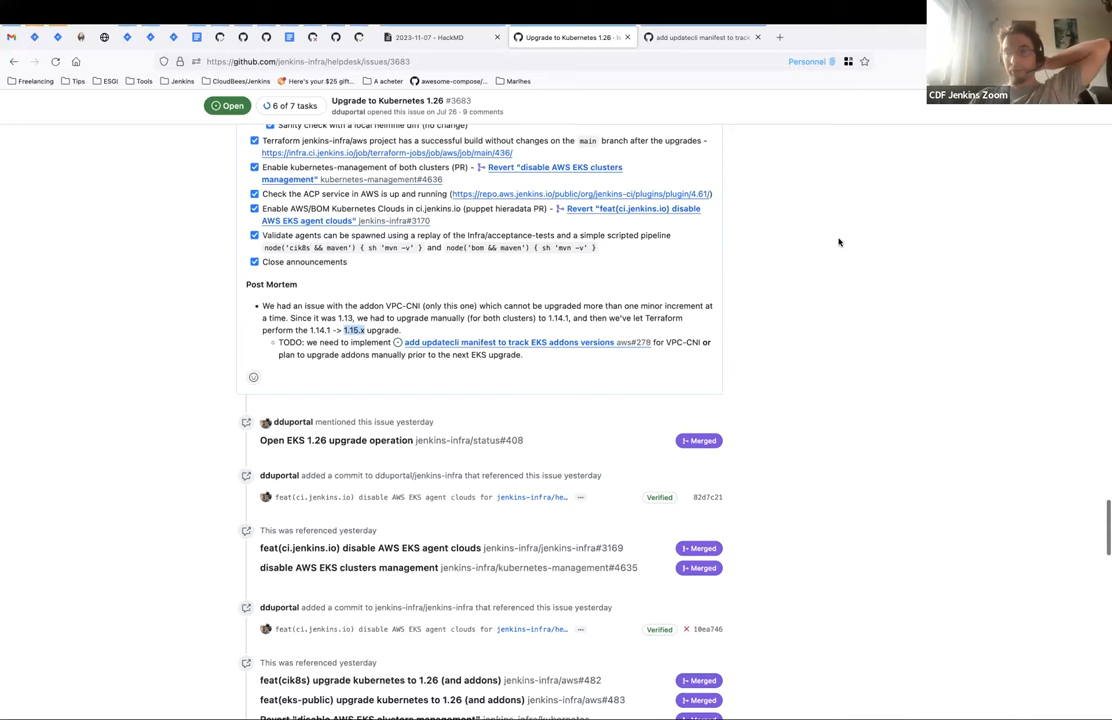 2023-11-07 - HackMD
Upgrade to Kubernetes 1.26 · Is
add updatecli manifest to track
https://github.com/jenkins-infra/helpdesk/issues/3683
Personnel
Freelancing
Tips
ESGI
Tools
Jenkins
CloudBees/Jenkins
Here's your $25 gift...
A acheter
awesome-compose/...
Marlhes
CDF Jenkins Zoom
Open
6 of 7 tasks
Upgrade to Kubernetes 1.26 #3683
dduportal opened this issue on Jul 26 · 9 comments
Sanity check with a local helmfile diff (no change)
Terraform jenkins-infra/aws project has a successful build without changes on the main branch after the upgrades -
https://infra.ci.jenkins.io/job/terraform-jobs/job/aws/job/main/436/
Enable kubernetes-management of both clusters (PR) - Revert "disable AWS EKS clusters
management" kubernetes-management#4636
Check the ACP service in AWS is up and running (https://repo.aws.jenkins.io/public/org/jenkins-ci/plugins/plugin/4.61/)
Enable AWS/BOM Kubernetes Clouds in ci.jenkins.io (puppet hieradata PR) - Revert "feat(ci.jenkins.io) disable
AWS EKS agent clouds" jenkins-infra#3170
Validate agents can be spawned using a replay of the Infra/acceptance-tests and a simple scripted pipeline
node('cik8s && maven') { sh 'mvn -v' } and node('bom && maven') { sh 'mvn -v' }
Close announcements
Post Mortem
• We had an issue with the addon VPC-CNI (only this one) which cannot be upgraded more than one minor increment at
a time. Since it was 1.13, we had to upgrade manually (for both clusters) to 1.14.1, and then we've let Terraform
perform the 1.14.1 -> 1.15.x upgrade.
◦ TODO: we need to implement add updatecli manifest to track EKS addons versions aws#278 for VPC-CNI or
plan to upgrade addons manually prior to the next EKS upgrade.
dduportal mentioned this issue yesterday
Open EKS 1.26 upgrade operation jenkins-infra/status#408
Merged
dduportal added a commit to dduportal/jenkins-infra that referenced this issue yesterday
feat(ci.jenkins.io) disable AWS EKS agent clouds for jenkins-infra/he…
Verified
82d7c21
This was referenced yesterday
feat(ci.jenkins.io) disable AWS EKS agent clouds jenkins-infra/jenkins-infra#3169
Merged
disable AWS EKS clusters management jenkins-infra/kubernetes-management#4635
Merged
dduportal added a commit to jenkins-infra/jenkins-infra that referenced this issue yesterday
feat(ci.jenkins.io) disable AWS EKS agent clouds for jenkins-infra/he…
Verified
10ea746
This was referenced yesterday
feat(cik8s) upgrade kubernetes to 1.26 (and addons) jenkins-infra/aws#482
Merged
feat(eks-public) upgrade kubernetes to 1.26 (and addons) jenkins-infra/aws#483
Merged
Revert "disable AWS EKS clusters management" jenkins-infra/kubernetes-
Merged